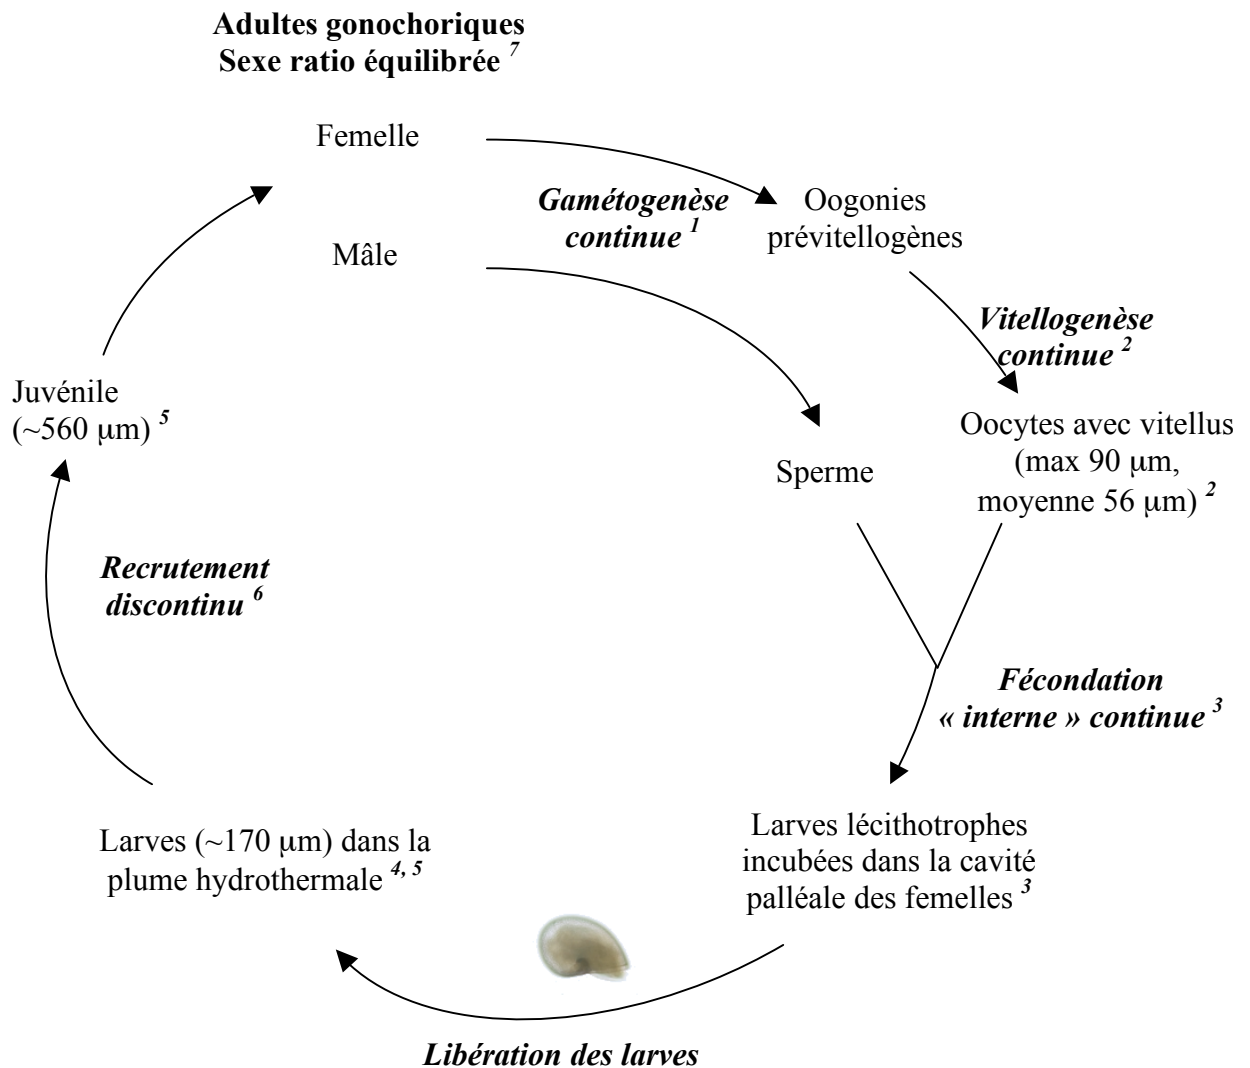 Adultes gonochoriques
Sexe ratio équilibrée 7
Femelle
Gamétogenèse
continue 1
Oogonies
prévitellogènes
Mâle
Vitellogenèse
continue 2
Juvénile
(~560 μm) 5
Oocytes avec vitellus
(max 90 μm,
moyenne 56 μm) 2
Sperme
Recrutement
discontinu 6
Fécondation
« interne » continue 3
Larves (~170 μm) dans la
plume hydrothermale 4, 5
Larves lécithotrophes
incubées dans la cavité
palléale des femelles 3
Libération des larves